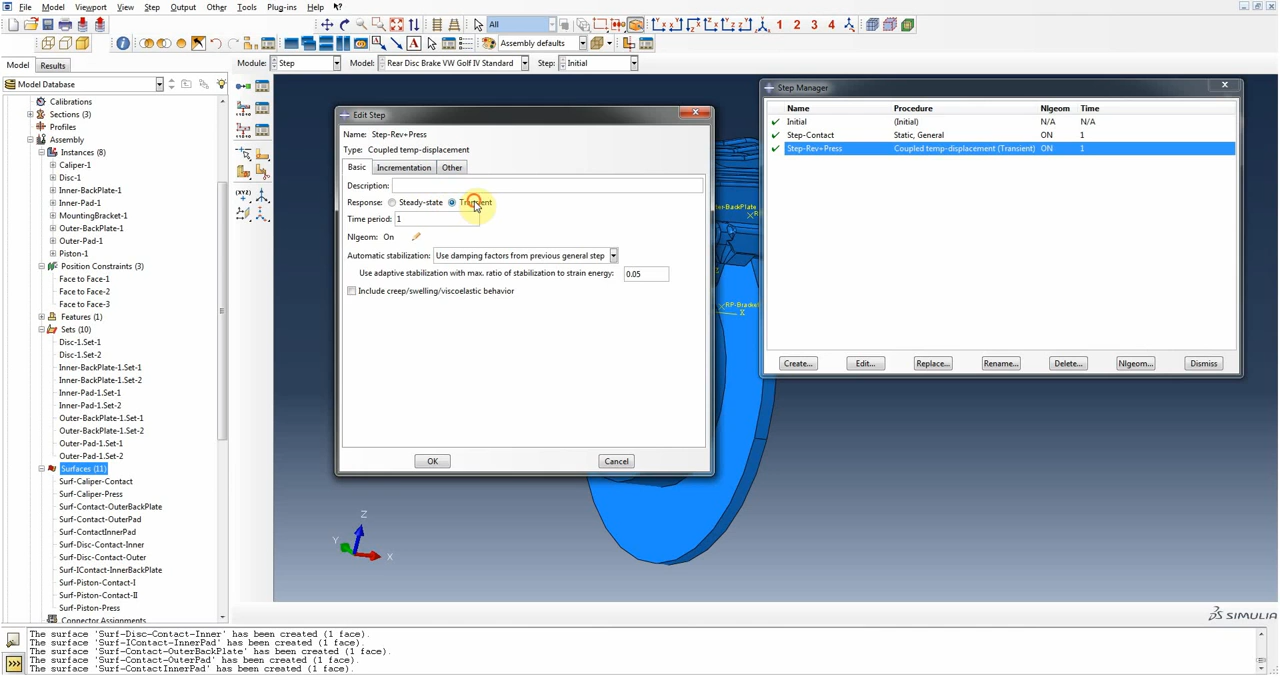 File Model Viewport View Step Output Other Tools Plug-ins Help
All
1 2 3 4
Assembly defaults
Model Results
Module: Step Model: Rear Disc Brake VW Golf IV Standard Step: Initial
Model Database
Calibrations
Sections (3)
Profiles
Assembly
Instances (8)
Caliper-1
Disc-1
Inner-BackPlate-1
Inner-Pad-1
MountingBracket-1
Outer-BackPlate-1
Outer-Pad-1
Piston-1
Position Constraints (3)
Face to Face-1
Face to Face-2
Face to Face-3
Features (1)
Sets (10)
Disc-1.Set-1
Disc-1.Set-2
Inner-BackPlate-1.Set-1
Inner-BackPlate-1.Set-2
Inner-Pad-1.Set-1
Inner-Pad-1.Set-2
Outer-BackPlate-1.Set-1
Outer-BackPlate-1.Set-2
Outer-Pad-1.Set-1
Outer-Pad-1.Set-2
Surfaces (11)
Surf-Caliper-Contact
Surf-Caliper-Press
Surf-Contact-OuterBackPlate
Surf-Contact-OuterPad
Surf-ContactInnerPad
Surf-Disc-Contact-Inner
Surf-Disc-Contact-Outer
Surf-IContact-InnerBackPlate
Surf-Piston-Contact-I
Surf-Piston-Contact-II
Surf-Piston-Press
Connector Assignments
Edit Step
Name: Step-Rev+Press
Type: Coupled temp-displacement
Basic Incrementation Other
Description:
Response: Steady-state Transient
Time period: 1
Nlgeom: On
Automatic stabilization: Use damping factors from previous general step
Use adaptive stabilization with max. ratio of stabilization to strain energy: 0.05
Include creep/swelling/viscoelastic behavior
OK Cancel
Step Manager
Name Procedure Nlgeom Time
Initial (Initial) N/A N/A
Step-Contact Static, General ON 1
Step-Rev+Press Coupled temp-displacement (Transient) ON 1
Create... Edit... Replace... Rename... Delete... Nlgeom... Dismiss
X
Z
Y
X
SIMULIA
The surface 'Surf-Disc-Contact-Inner' has been created (1 face).
The surface 'Surf-IContact-InnerPad' has been created (1 face).
The surface 'Surf-Contact-OuterBackPlate' has been created (1 face).
The surface 'Surf-Contact-OuterPad' has been created (1 face).
The surface 'Surf-ContactInnerPad' has been created (1 face).